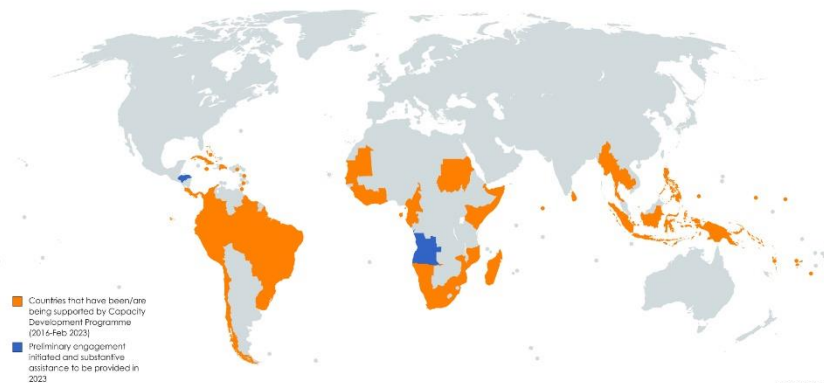 Countries that have been/are
being supported by Capacity
Development Programme
(2016-Feb 2023)
Preliminary engagement
initiated and substantive
assistance to be provided in
2023